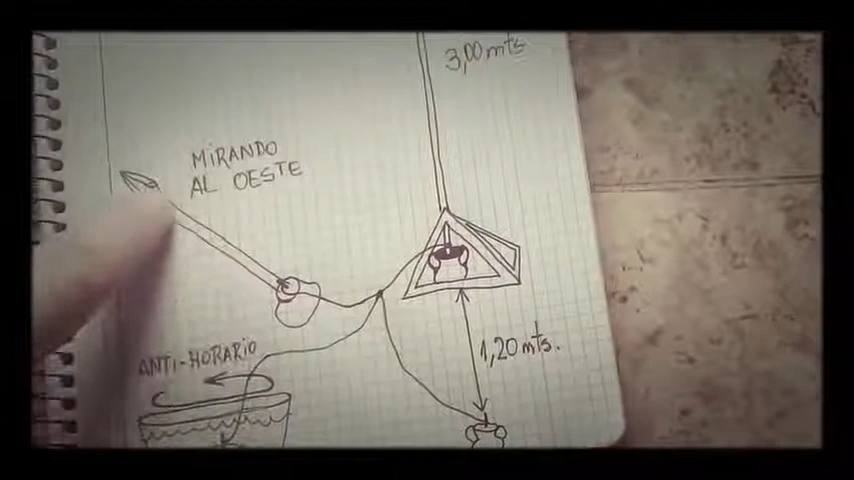 3,00 mts
MIRANDO
AL OESTE
1,20 mts.
ANTI-HORARIO